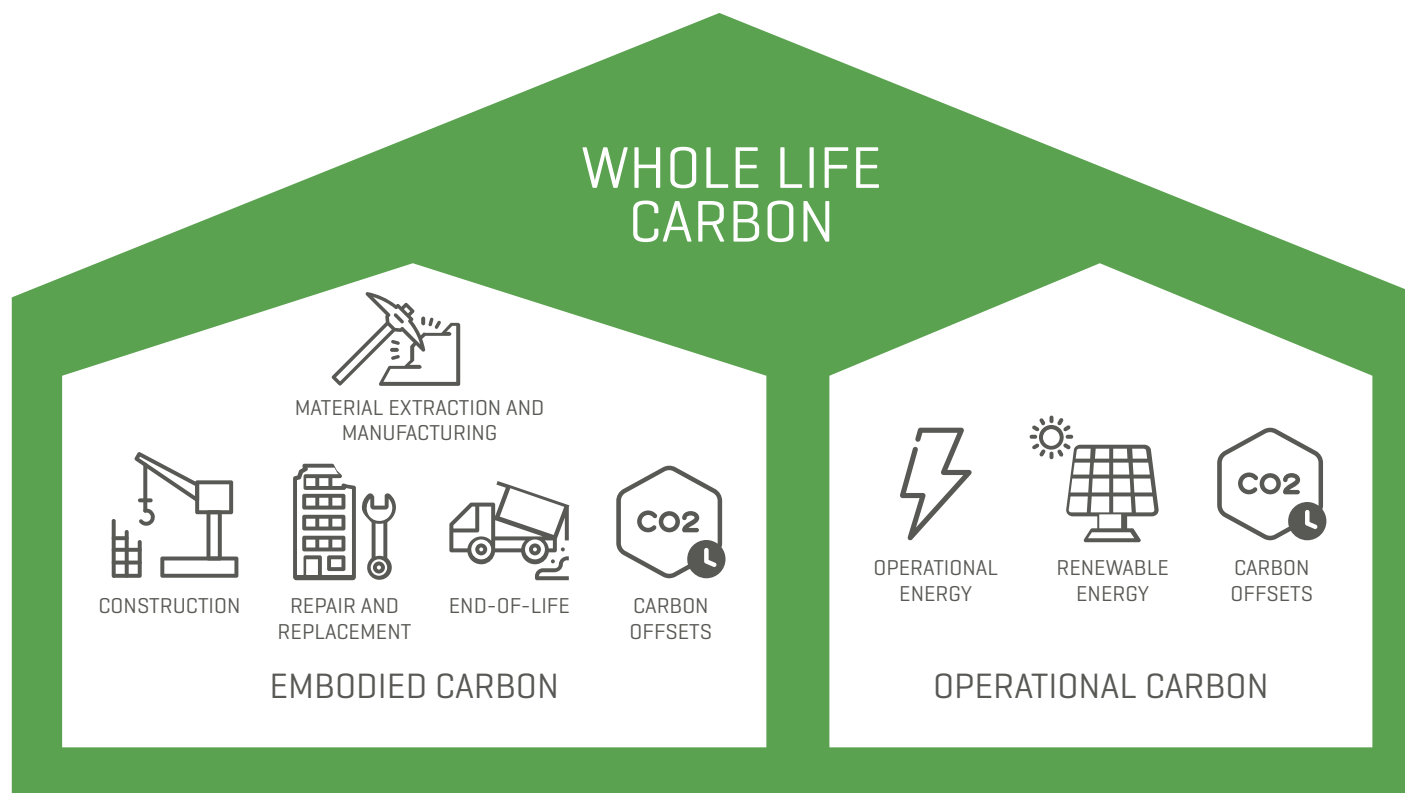 WHOLE LIFE
CARBON
MATERIAL EXTRACTION AND
MANUFACTURING
CO2
CONSTRUCTION
REPAIR AND
REPLACEMENT
END-OF-LIFE
CARBON
OFFSETS
EMBODIED CARBON
CO2
OPERATIONAL
ENERGY
RENEWABLE
ENERGY
CARBON
OFFSETS
OPERATIONAL CARBON